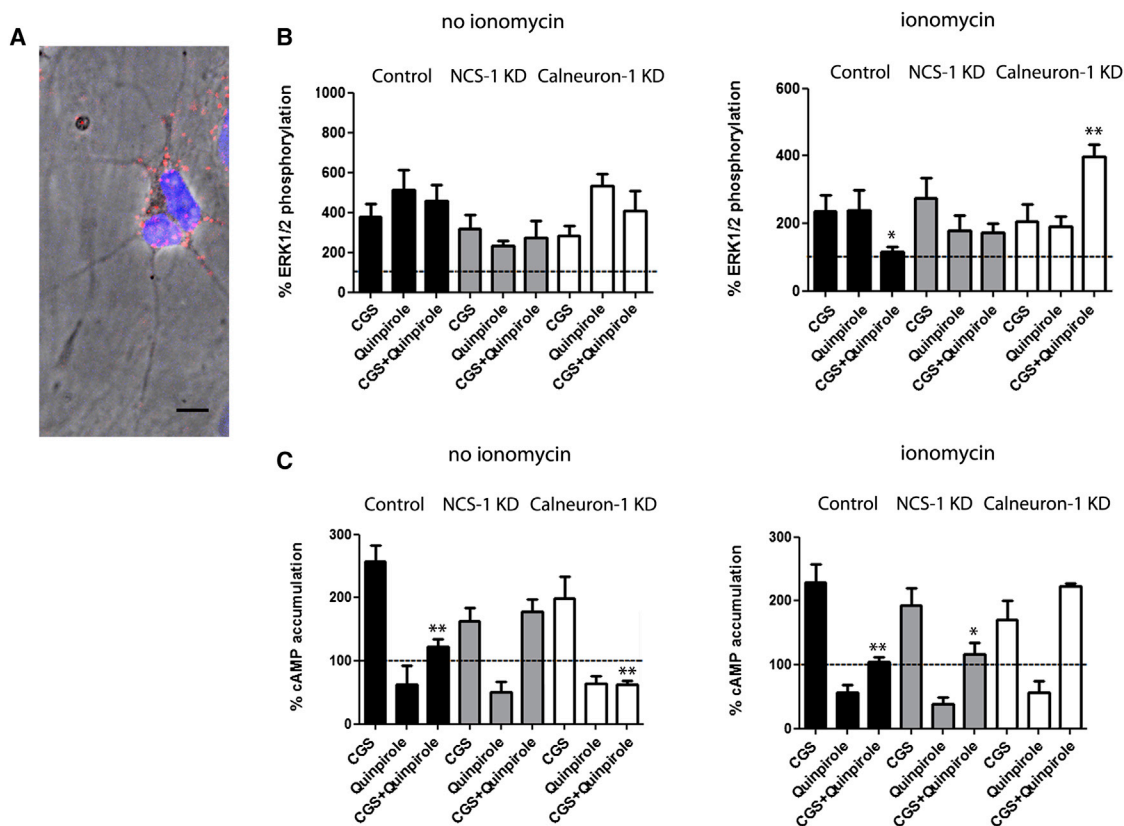 A
B
no ionomycin
Control NCS-1 KD Calneuron-1 KD
% ERK1/2 phosphorylation
1000
800
600
400
200
0
CGS
Quinpirole
CGS+Quinpirole
CGS
Quinpirole
CGS+Quinpirole
CGS
Quinpirole
CGS+Quinpirole
ionomycin
Control NCS-1 KD Calneuron-1 KD
% ERK1/2 phosphorylation
600
400
200
0
*
**
CGS
Quinpirole
CGS+Quinpirole
CGS
Quinpirole
CGS+Quinpirole
CGS
Quinpirole
CGS+Quinpirole
C
no ionomycin
Control NCS-1 KD Calneuron-1 KD
% cAMP accumulation
300
200
100
0
**
**
CGS
Quinpirole
CGS+Quinpirole
CGS
Quinpirole
CGS+Quinpirole
CGS
Quinpirole
CGS+Quinpirole
ionomycin
Control NCS-1 KD Calneuron-1 KD
% cAMP accumulation
300
200
100
0
**
*
CGS
Quinpirole
CGS+Quinpirole
CGS
Quinpirole
CGS+Quinpirole
CGS
Quinpirole
CGS+Quinpirole